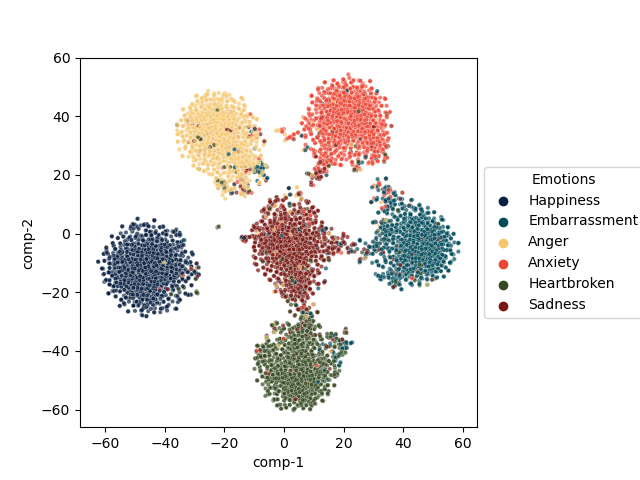 60
40
20
0
−20
−40
−60
comp-2
−60
−40
−20
0
20
40
60
comp-1
Emotions
Happiness
Embarrassment
Anger
Anxiety
Heartbroken
Sadness